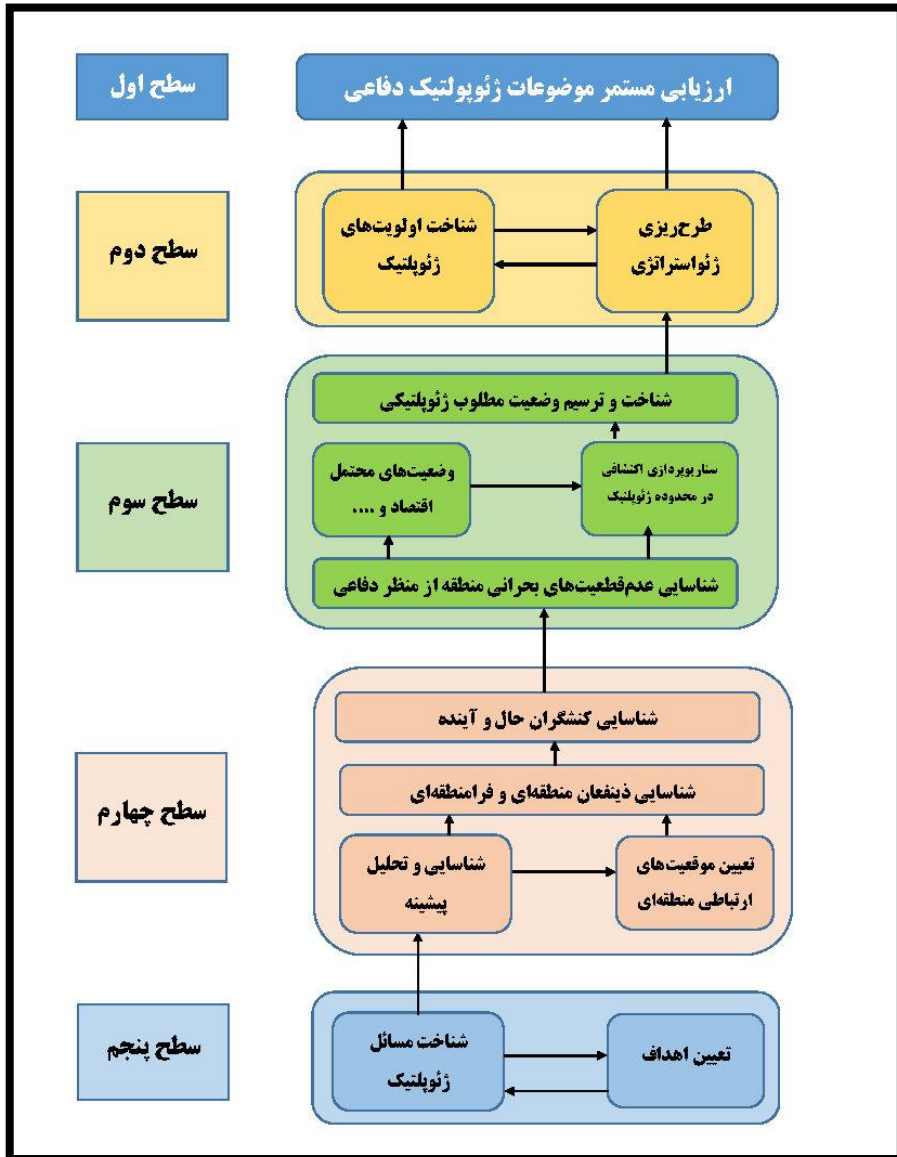 سطح اول
ارزیابی مستمر موضوعات ژئوپولتیک دفاعی
سطح دوم
طرح‌ریزی
ژئواستراتژی
شناخت اولویت‌های
ژئوپلتیک
سطح سوم
شناخت و ترسیم وضعیت مطلوب ژئوپلتیکی
سناریوپردازی اکتشافی
در محدوده ژئوپلتیک
وضعیت‌های محتمل
اقتصاد و ....
شناسایی عدم‌قطعیت‌های بحرانی منطقه از منظر دفاعی
سطح چهارم
شناسایی کنشگران حال و آینده
شناسایی ذینفعان منطقه‌ای و فرامنطقه‌ای
تعیین موقعیت‌های
ارتباطی منطقه‌ای
شناسایی و تحلیل
پیشینه
سطح پنجم
تعیین اهداف
شناخت مسائل
ژئوپلتیک